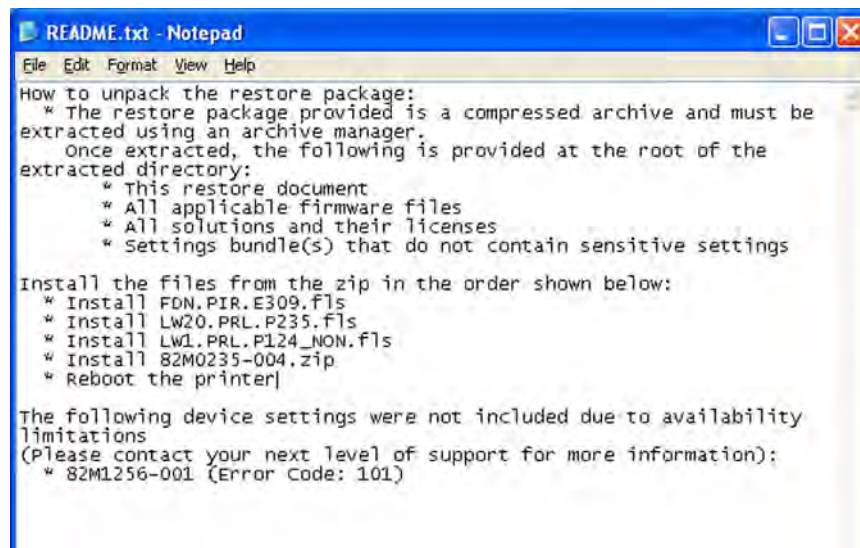 README.txt - Notepad
File Edit Format View Help
How to unpack the restore package:
* The restore package provided is a compressed archive and must be
extracted using an archive manager.
Once extracted, the following is provided at the root of the
extracted directory:
* This restore document
* All applicable firmware files
* All solutions and their licenses
* Settings bundle(s) that do not contain sensitive settings
Install the files from the zip in the order shown below:
* Install FDN.PIR.E309.fls
* Install LW20.PRL.P235.fls
* Install LW1.PRL.P124_NON.fls
* Install 82M0235-004.zip
* Reboot the printer
The following device settings were not included due to availability
limitations
(Please contact your next level of support for more information):
* 82M1256-001 (Error Code: 101)